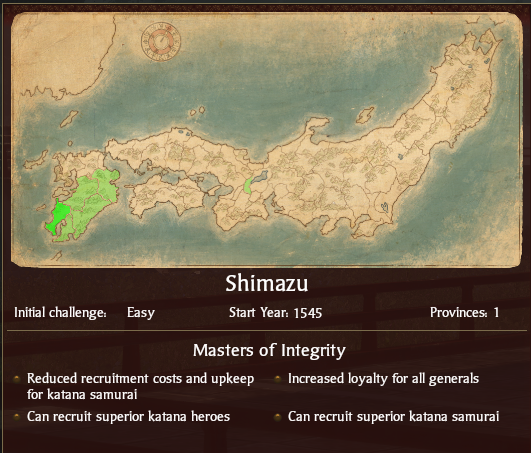 Shimazu
Initial challenge: Easy Start Year: 1545 Provinces: 1
Masters of Integrity
Reduced recruitment costs and upkeep
for katana samurai
Increased loyalty for all generals
Can recruit superior katana heroes
Can recruit superior katana samurai